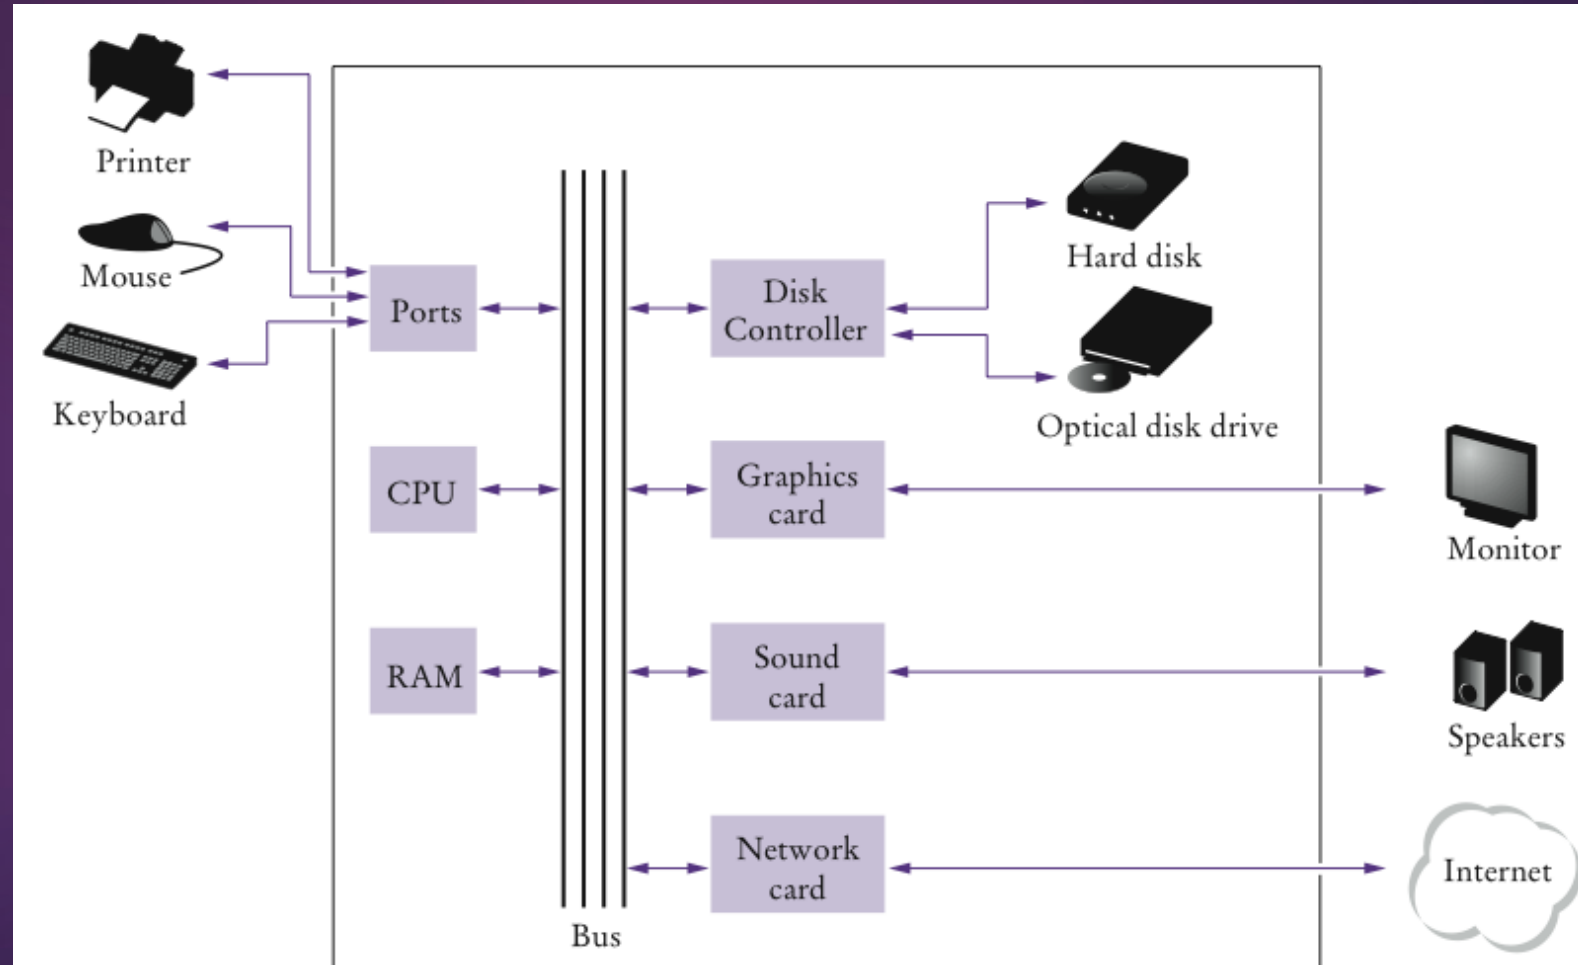 Printer
Mouse
Keyboard
Ports
CPU
RAM
Bus
Disk
Controller
Hard disk
Optical disk drive
Graphics
card
Monitor
Sound
card
Speakers
Network
card
Internet